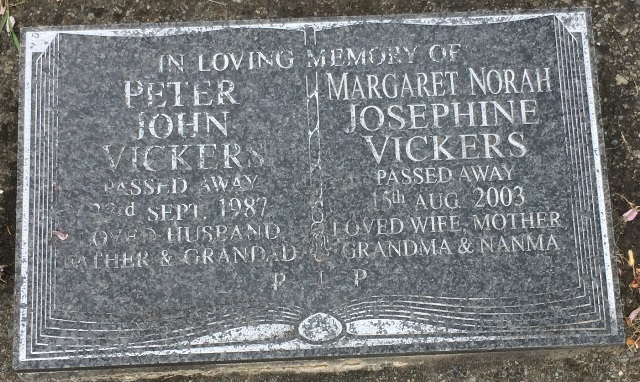 IN LOVING MEMORY OF
PETER
JOHN
VICKERS
PASSED AWAY
23rd SEPT. 1987
LOVED HUSBAND
FATHER & GRANDAD
MARGARET NORAH
JOSEPHINE
VICKERS
PASSED AWAY
15th AUG. 2003
LOVED WIFE, MOTHER
GRANDMA & NANMA
R I P